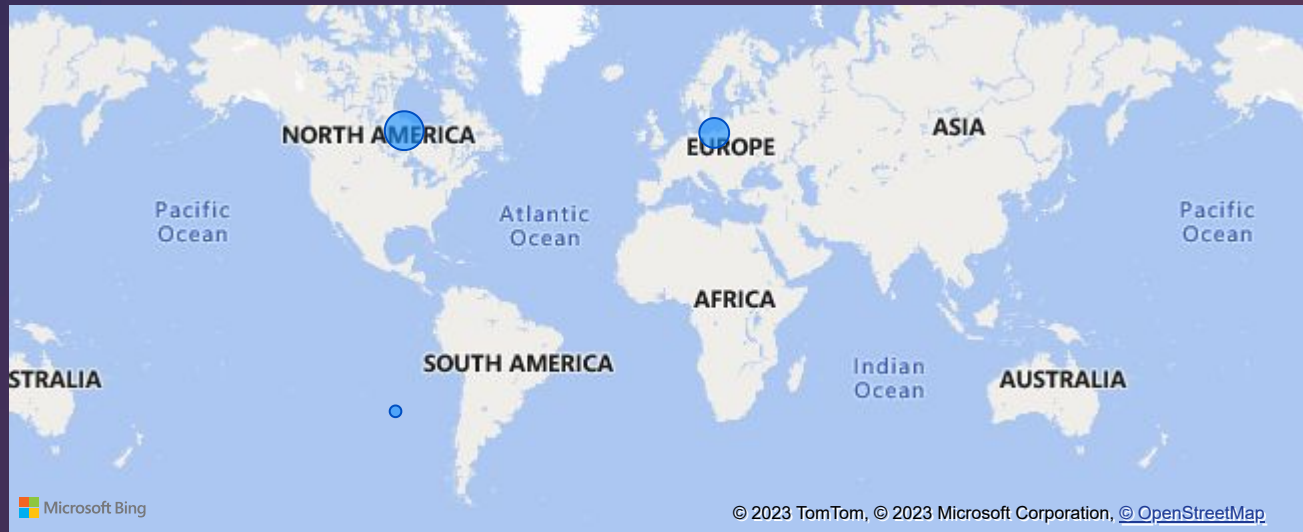 NORTH AMERICA
EUROPE
ASIA
Pacific
Ocean
Atlantic
Ocean
Pacific
Ocean
AFRICA
SOUTH AMERICA
Indian
Ocean
STRALIA
AUSTRALIA
Microsoft Bing
© 2023 TomTom, © 2023 Microsoft Corporation, © OpenStreetMap